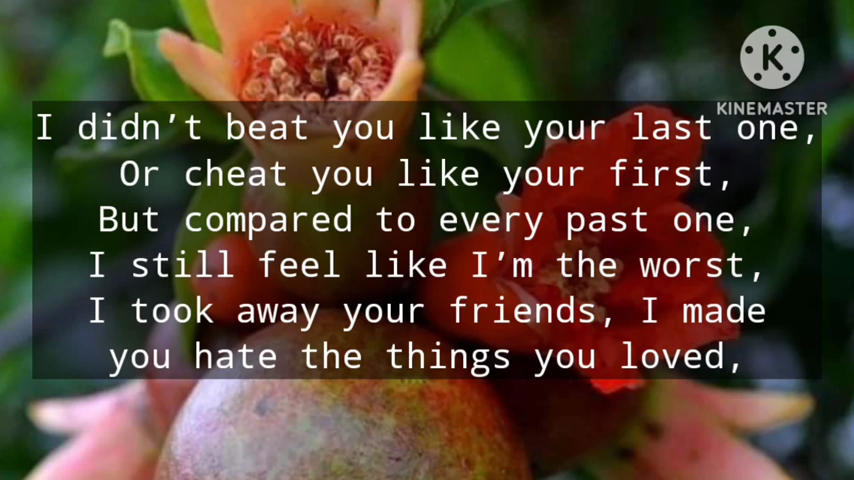 KINEMASTER
I didn’t beat you like your last one,
Or cheat you like your first,
But compared to every past one,
I still feel like I’m the worst,
I took away your friends, I made
you hate the things you loved,